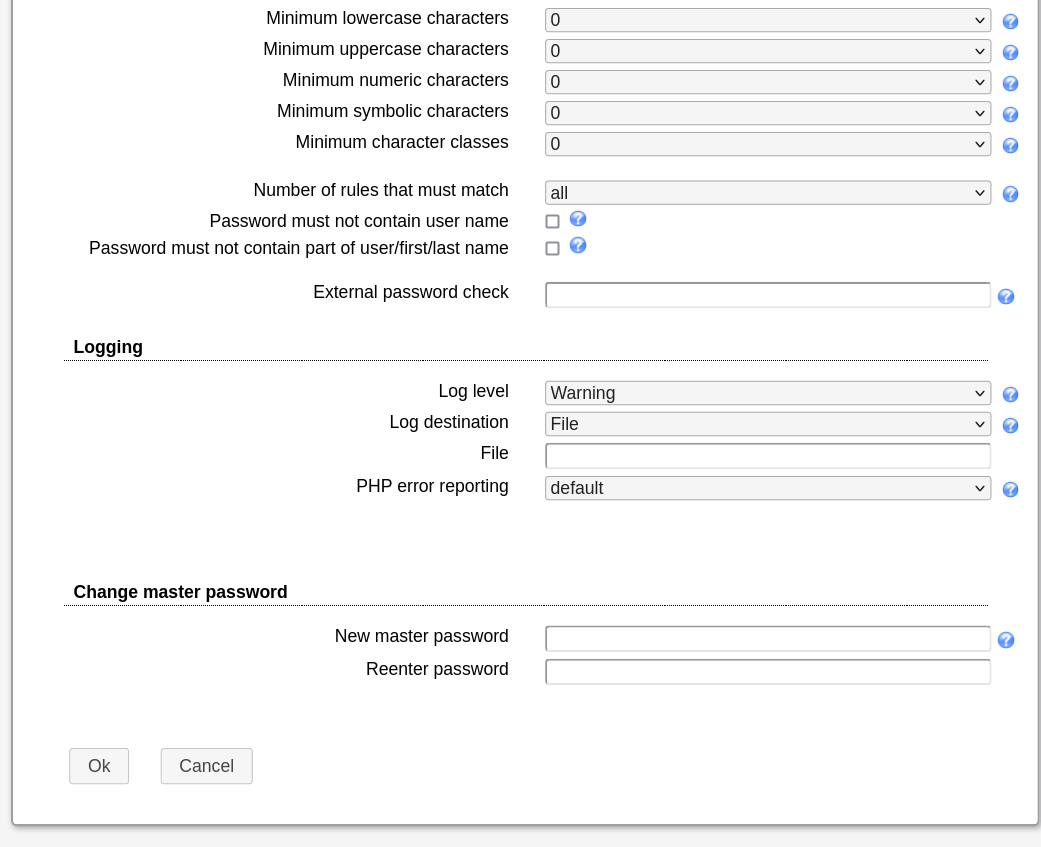 Minimum lowercase characters 0
Minimum uppercase characters 0
Minimum numeric characters 0
Minimum symbolic characters 0
Minimum character classes 0
Number of rules that must match all
Password must not contain user name
Password must not contain part of user/first/last name
External password check
Logging
Log level Warning
Log destination File
File
PHP error reporting default
Change master password
New master password
Reenter password
Ok Cancel